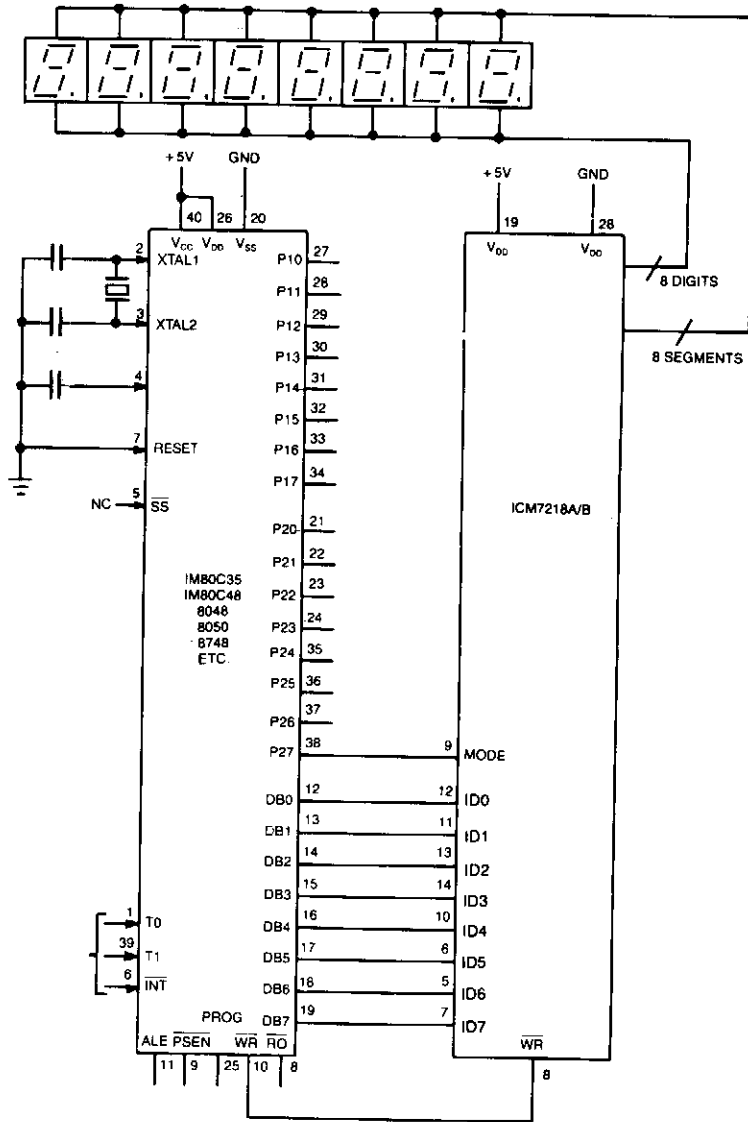 +5V GND
40 26 20
VCC VDD VSS
2 XTAL1
3 XTAL2
4
7 RESET
NC 5 SS
IM80C35
IM80C48
8048
8050
8748
ETC.
1 T0
39 T1
6 INT
P10 27
P11 28
P12 29
P13 30
P14 31
P15 32
P16 33
P17 34
P20 21
P21 22
P22 23
P23 24
P24 35
P25 36
P26 37
P27 38
DB0 12
DB1 13
DB2 14
DB3 15
DB4 16
DB5 17
DB6 18
DB7 19
PROG
ALE PSEN WR RD
11 9 25 10 8
+5V GND
19 28
VDD VDD
8 DIGITS
8 SEGMENTS
ICM7218A/B
9 MODE
12 ID0
11 ID1
13 ID2
14 ID3
10 ID4
6 ID5
5 ID6
7 ID7
WR
8